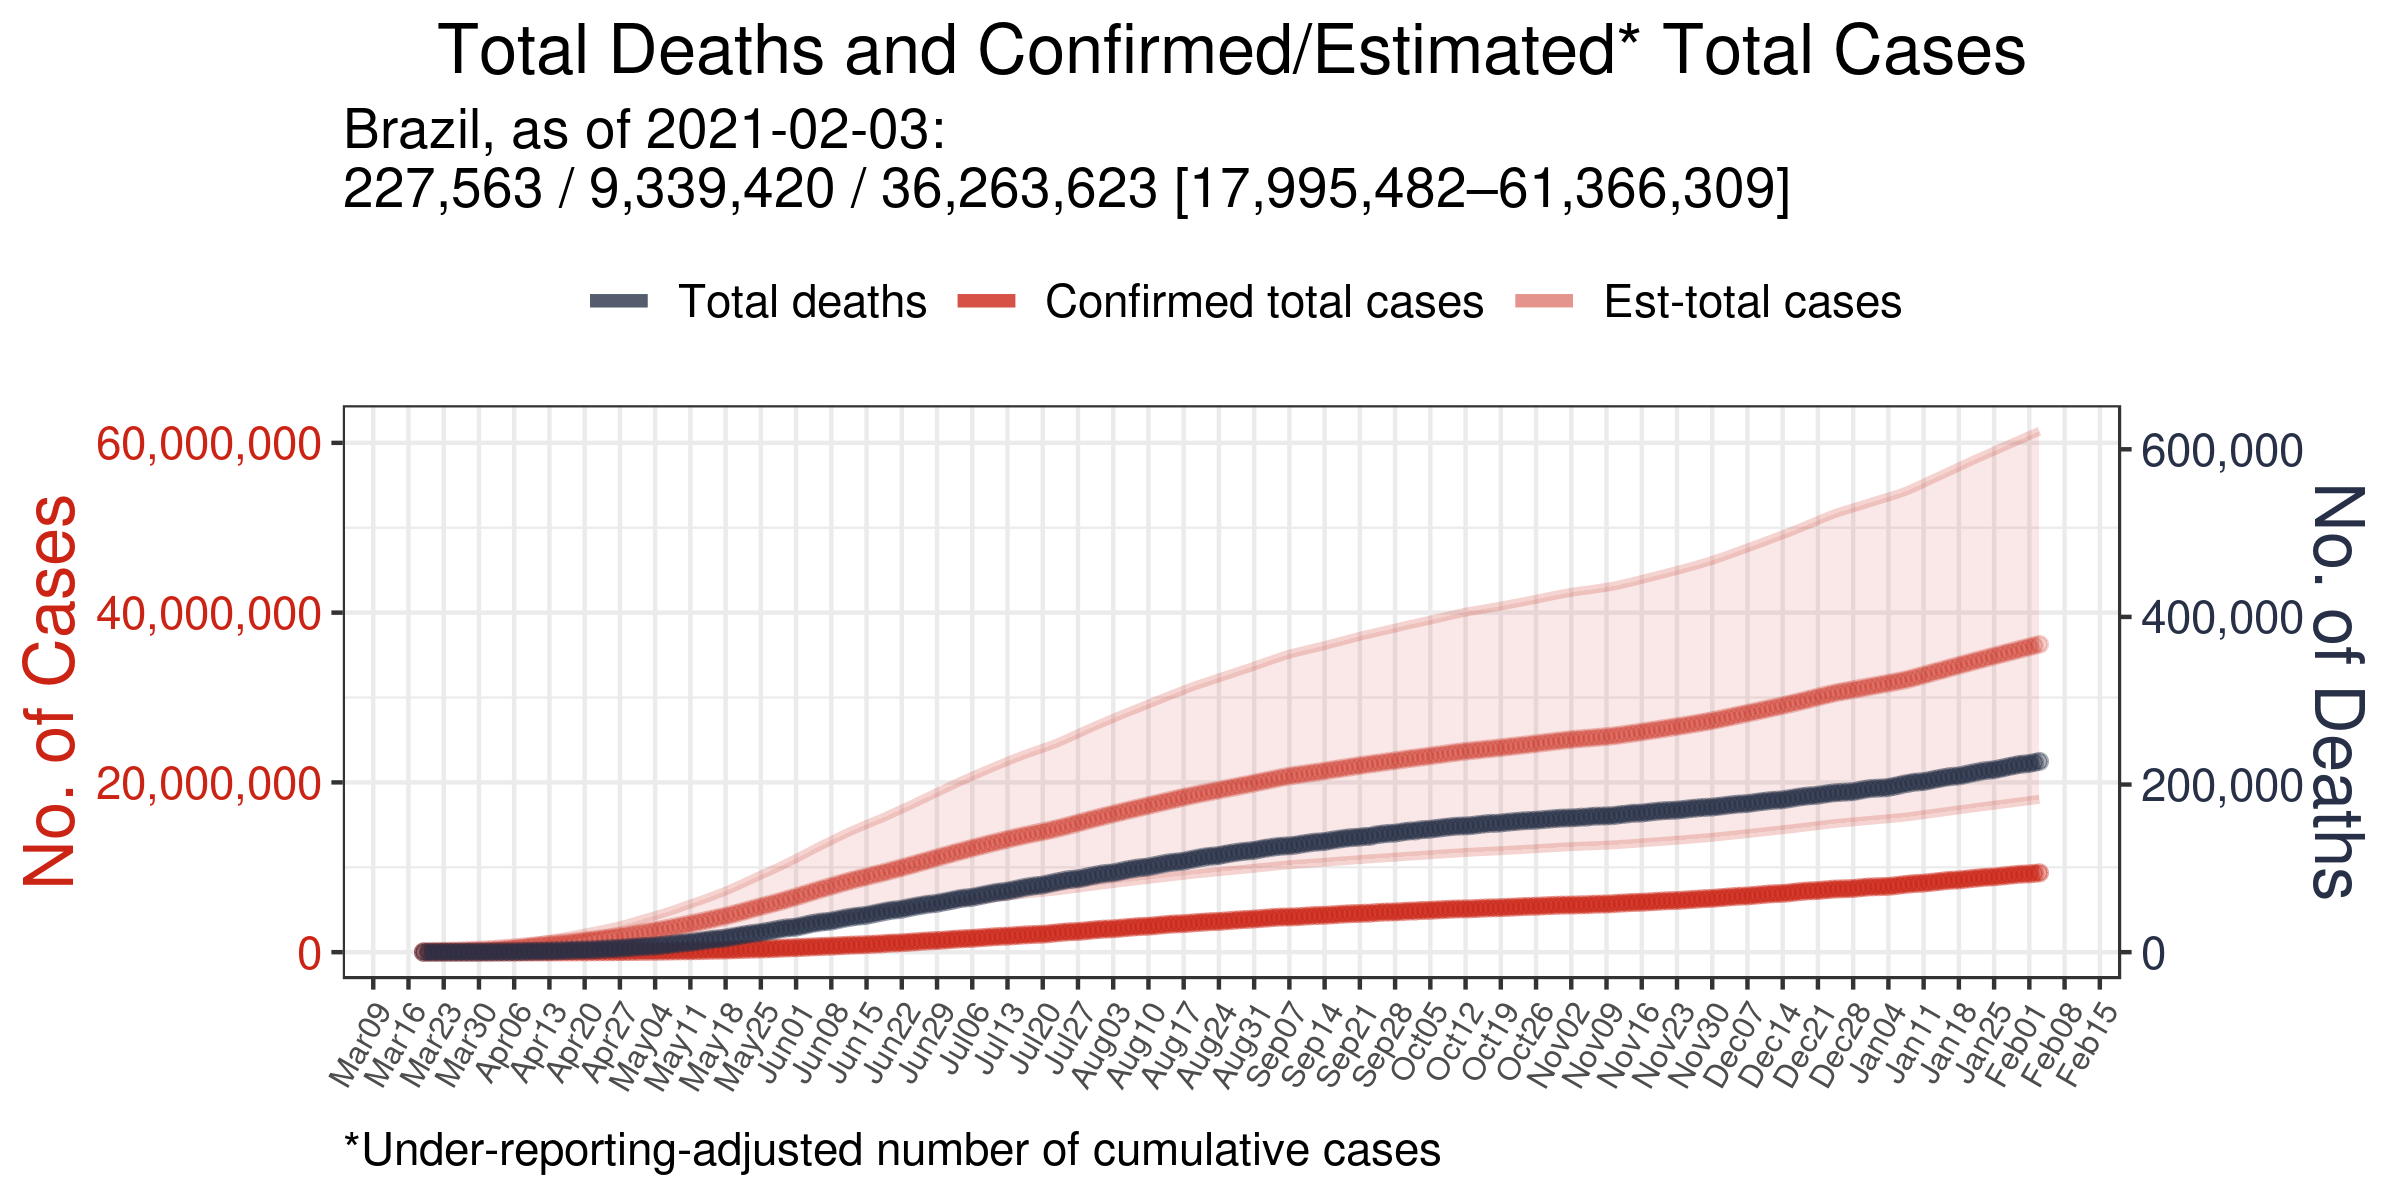 Total Deaths and Confirmed/Estimated* Total Cases
Brazil, as of 2021-02-03:
227,563 / 9,339,420 / 36,263,623 [17,995,482–61,366,309]
Total deaths
Confirmed total cases
Est-total cases
No. of Cases
60,000,000
40,000,000
20,000,000
0
600,000
400,000
200,000
0
No. of Deaths
Mar09
Mar16
Mar23
Mar30
Apr06
Apr13
Apr20
Apr27
May04
May11
May18
May25
Jun01
Jun08
Jun15
Jun22
Jun29
Jul06
Jul13
Jul20
Jul27
Aug03
Aug10
Aug17
Aug24
Aug31
Sep07
Sep14
Sep21
Sep28
Oct05
Oct12
Oct19
Oct26
Nov02
Nov09
Nov16
Nov23
Nov30
Dec07
Dec14
Dec21
Dec28
Jan04
Jan11
Jan18
Jan25
Feb01
Feb08
Feb15
*Under-reporting-adjusted number of cumulative cases